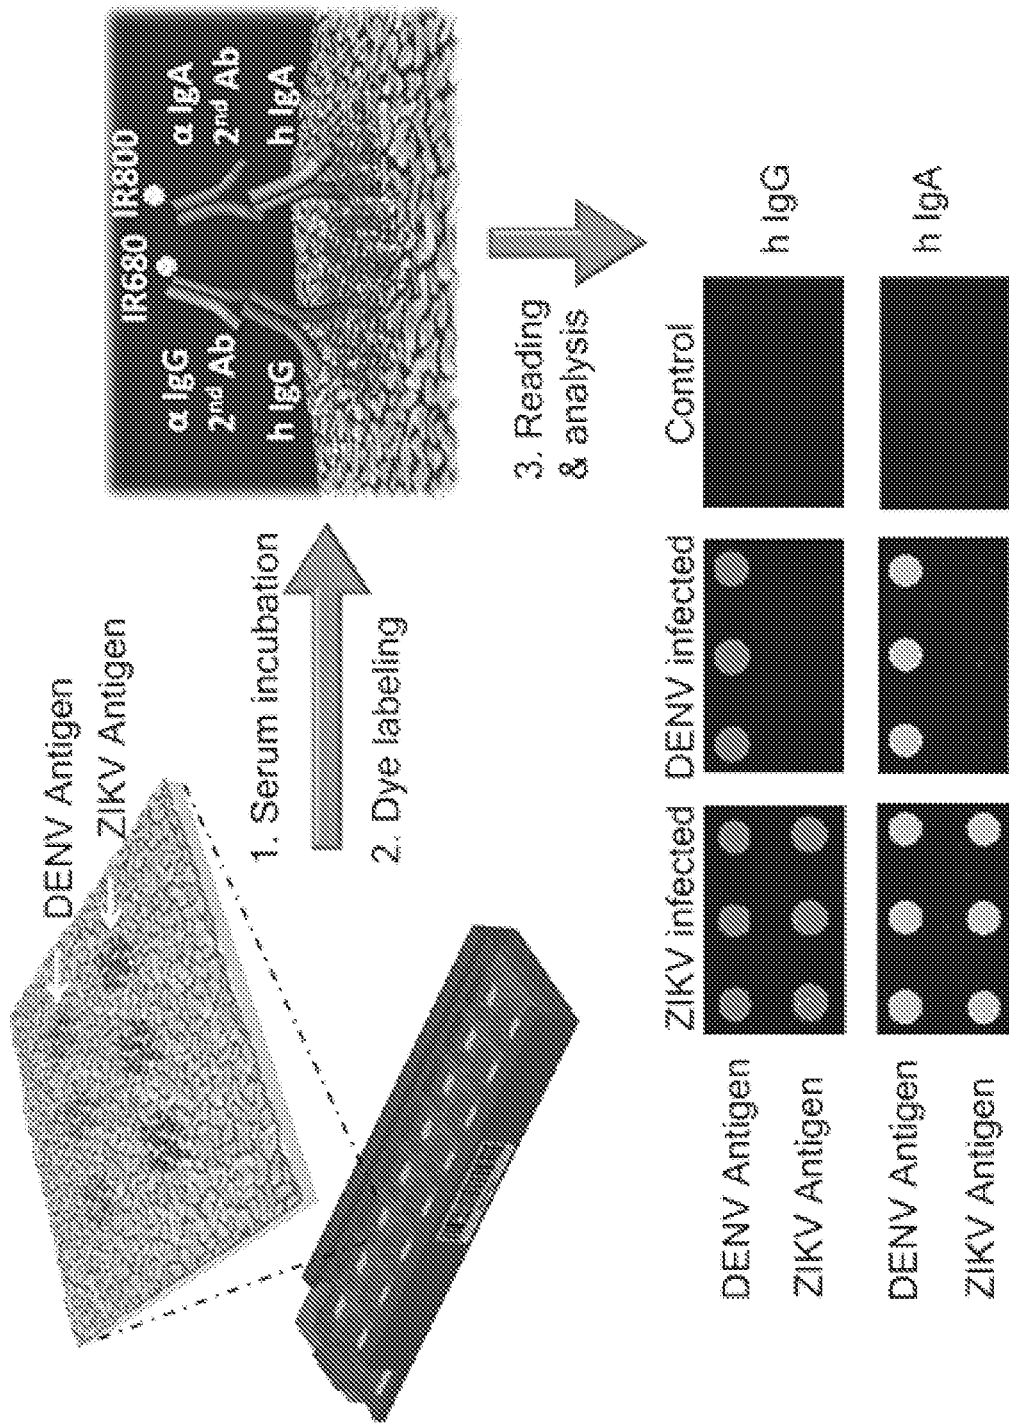 DENV Antigen
ZIKV Antigen
1. Serum incubation
2. Dye labeling
IR680 IR800
α IgG
2nd Ab
h IgG
α IgA
2nd Ab
h IgA
3. Reading
& analysis
ZIKV infected
DENV infected
Control
DENV Antigen
ZIKV Antigen
h IgG
DENV Antigen
ZIKV Antigen
h IgA